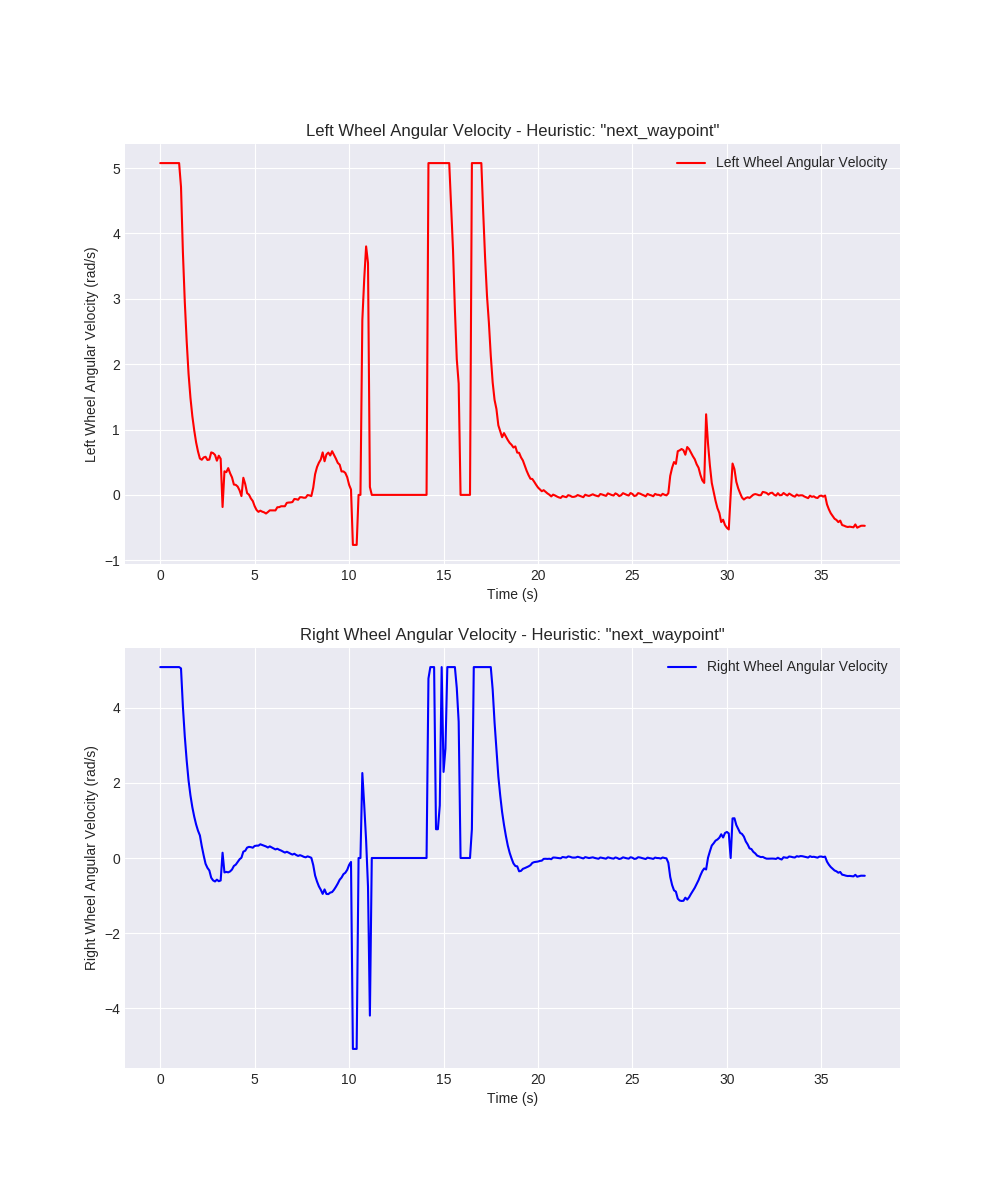 Left Wheel Angular Velocity - Heuristic: "next_waypoint"
Left Wheel Angular Velocity
5
4
3
2
1
0
−1
Left Wheel Angular Velocity (rad/s)
0 5 10 15 20 25 30 35
Time (s)
Right Wheel Angular Velocity - Heuristic: "next_waypoint"
Right Wheel Angular Velocity
4
2
0
−2
−4
Right Wheel Angular Velocity (rad/s)
0 5 10 15 20 25 30 35
Time (s)